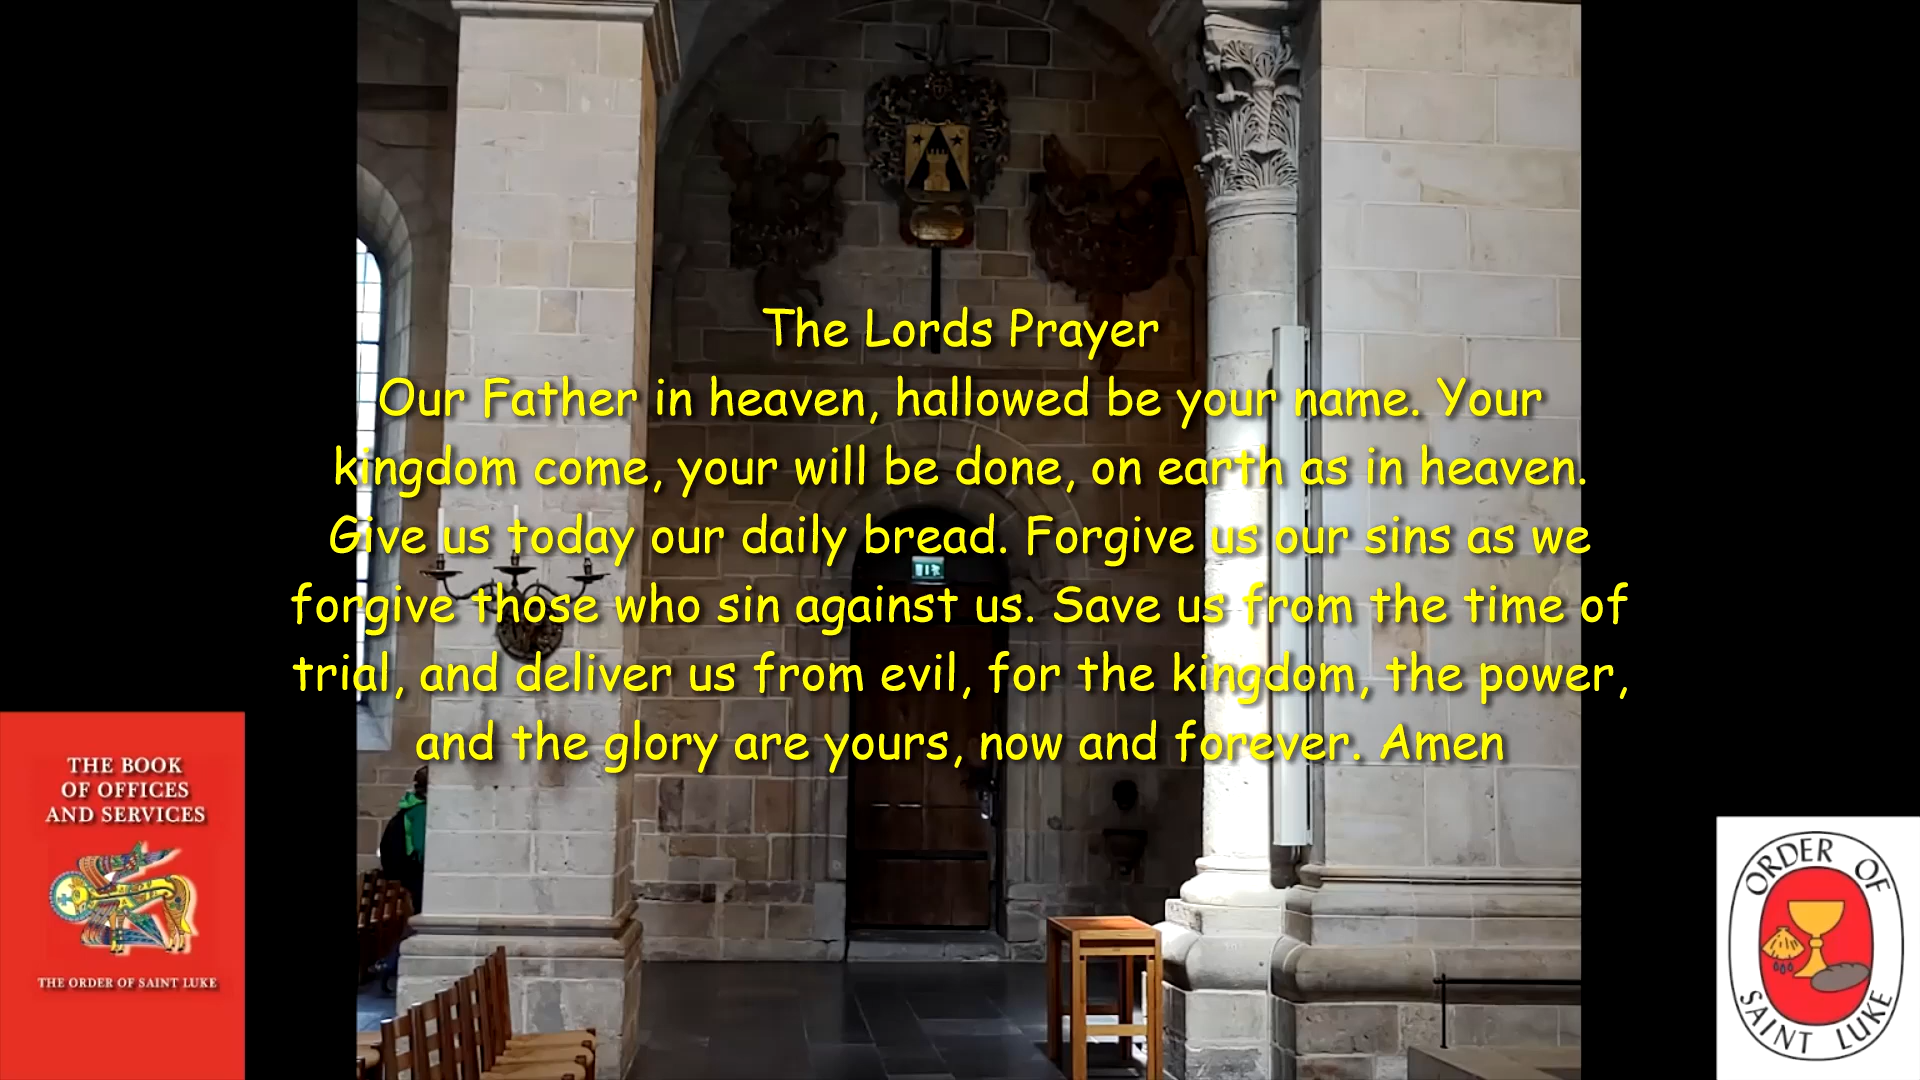 The Lords Prayer
Our Father in heaven, hallowed be your name. Your
kingdom come, your will be done, on earth as in heaven.
Give us today our daily bread. Forgive us our sins as we
forgive those who sin against us. Save us from the time of
trial, and deliver us from evil, for the kingdom, the power,
and the glory are yours, now and forever. Amen
THE BOOK
OF OFFICES
AND SERVICES
THE ORDER OF SAINT LUKE
ORDER OF
SAINT LUKE